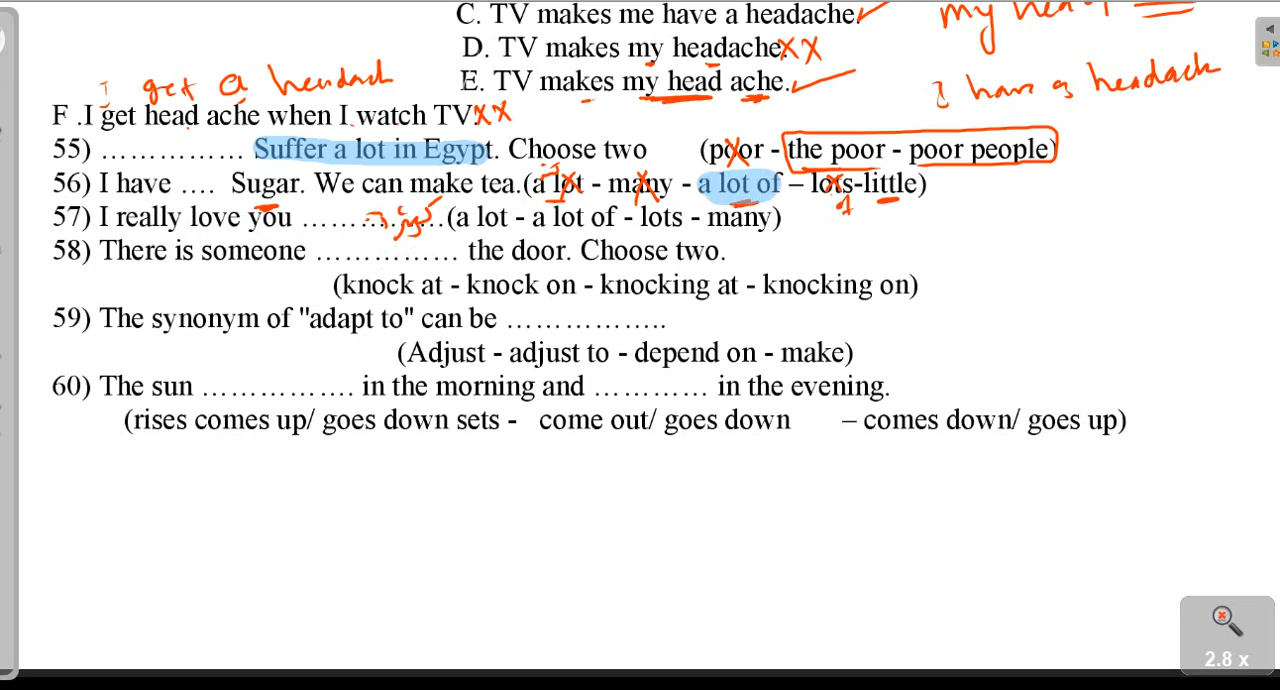 C. TV makes me have a headache.
my head
D. TV makes my headache
I get a hendach
E. TV makes my head ache.
I have a headack
F .I get head ache when I watch TV.
55) ……………. Suffer a lot in Egypt. Choose two (poor - the poor - poor people)
56) I have …. Sugar. We can make tea.(a lot - many - a lot of – lots-little)
57) I really love you …………….(a lot - a lot of - lots - many)
58) There is someone …………… the door. Choose two.
(knock at - knock on - knocking at - knocking on)
59) The synonym of "adapt to" can be ……………..
(Adjust - adjust to - depend on - make)
60) The sun ……………. in the morning and ………… in the evening.
(rises comes up/ goes down sets - come out/ goes down – comes down/ goes up)
2.8 x